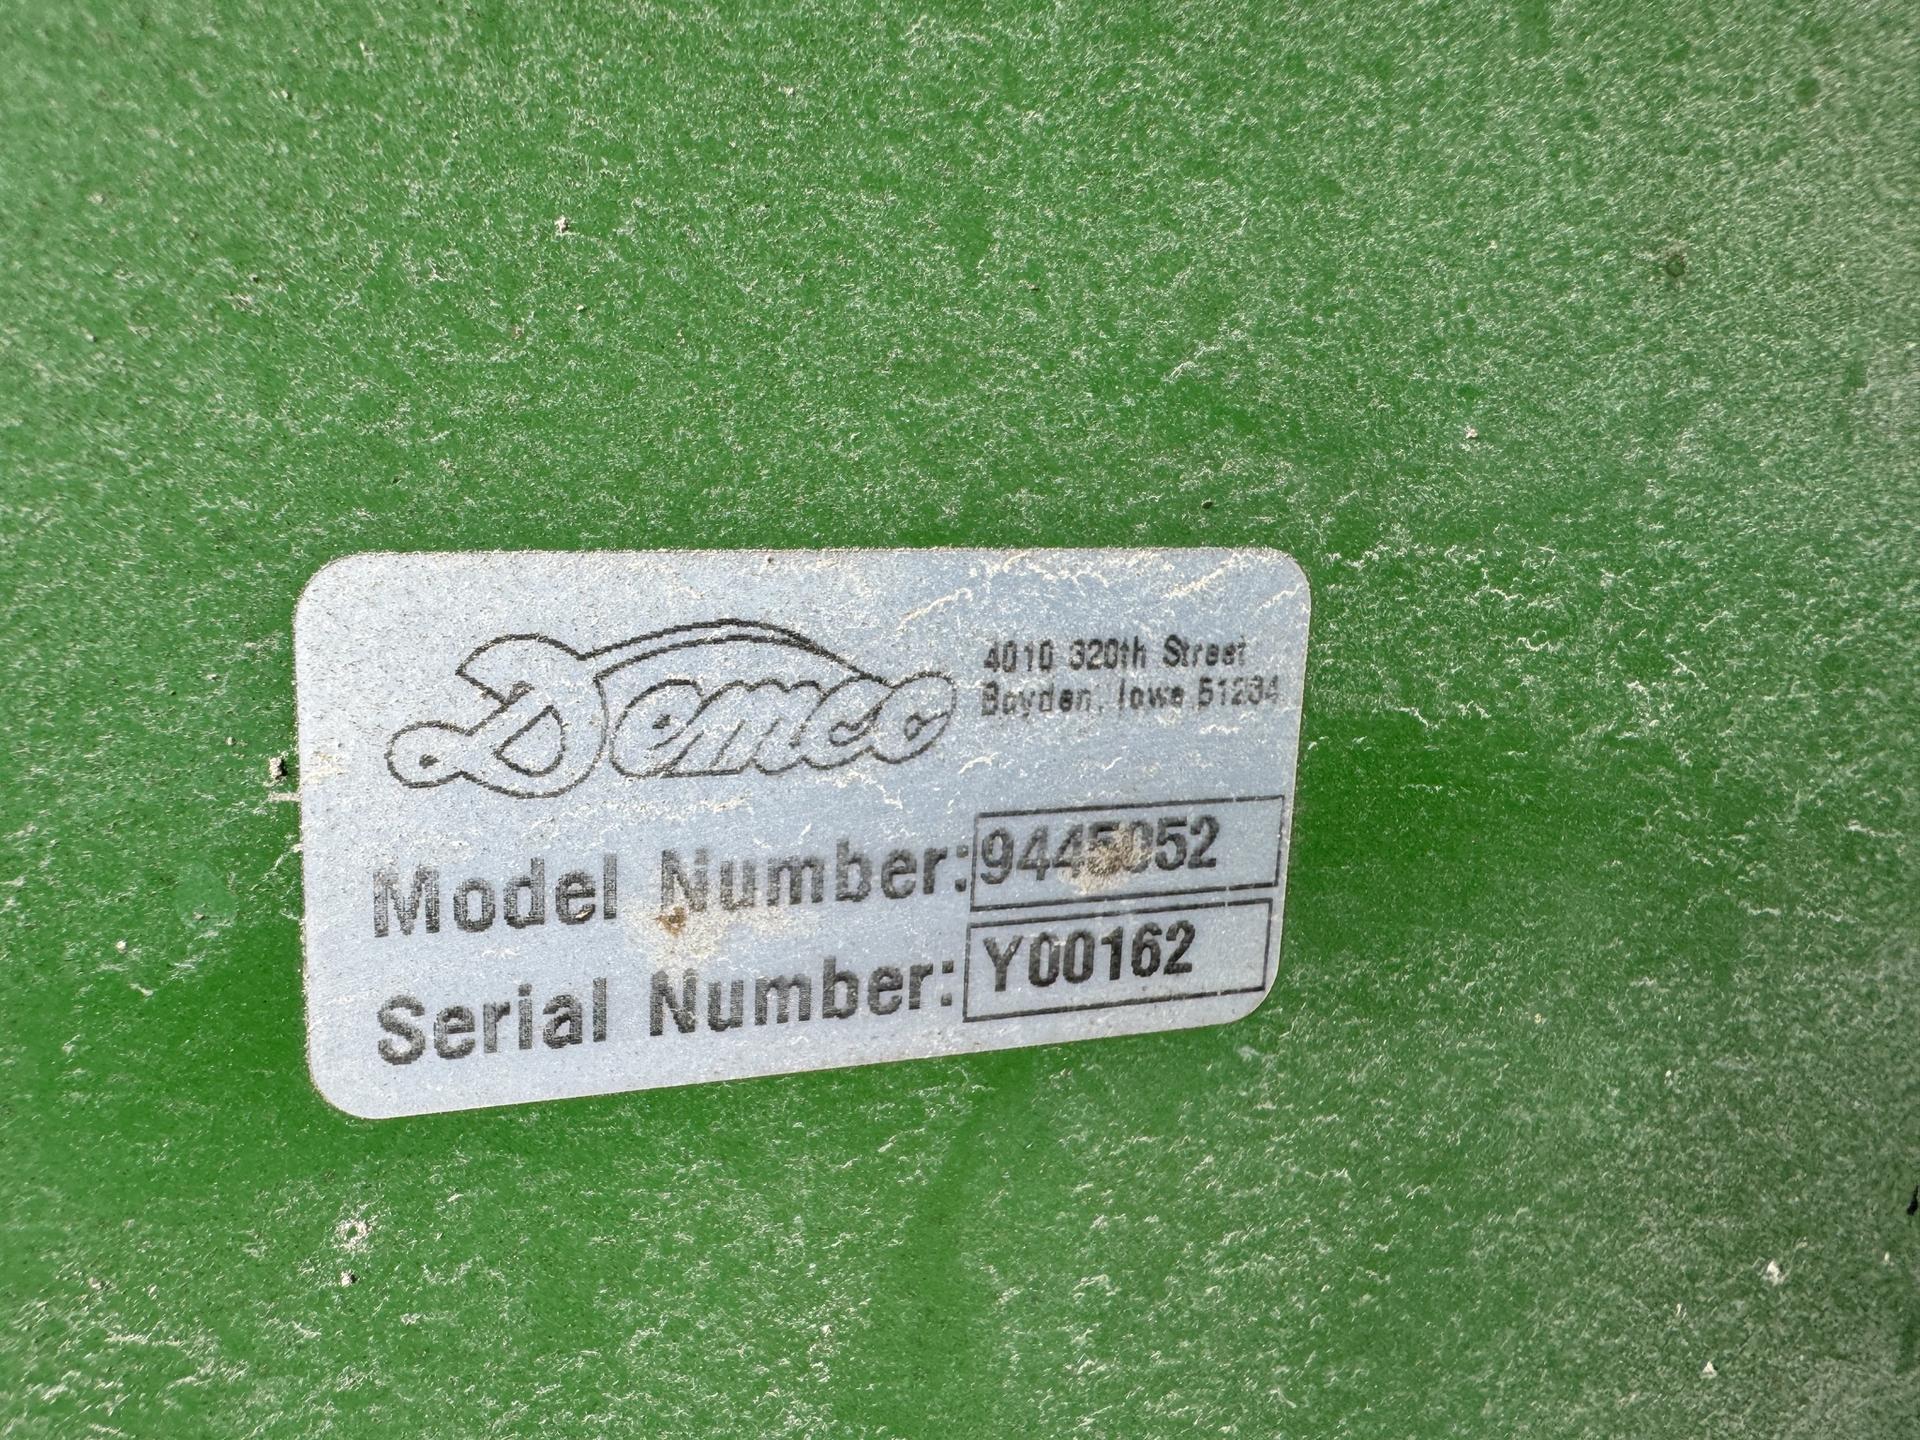 Demco
4010 320th Street
Boyden, Iowa 51234
Model Number: 9445052
Serial Number: Y00162